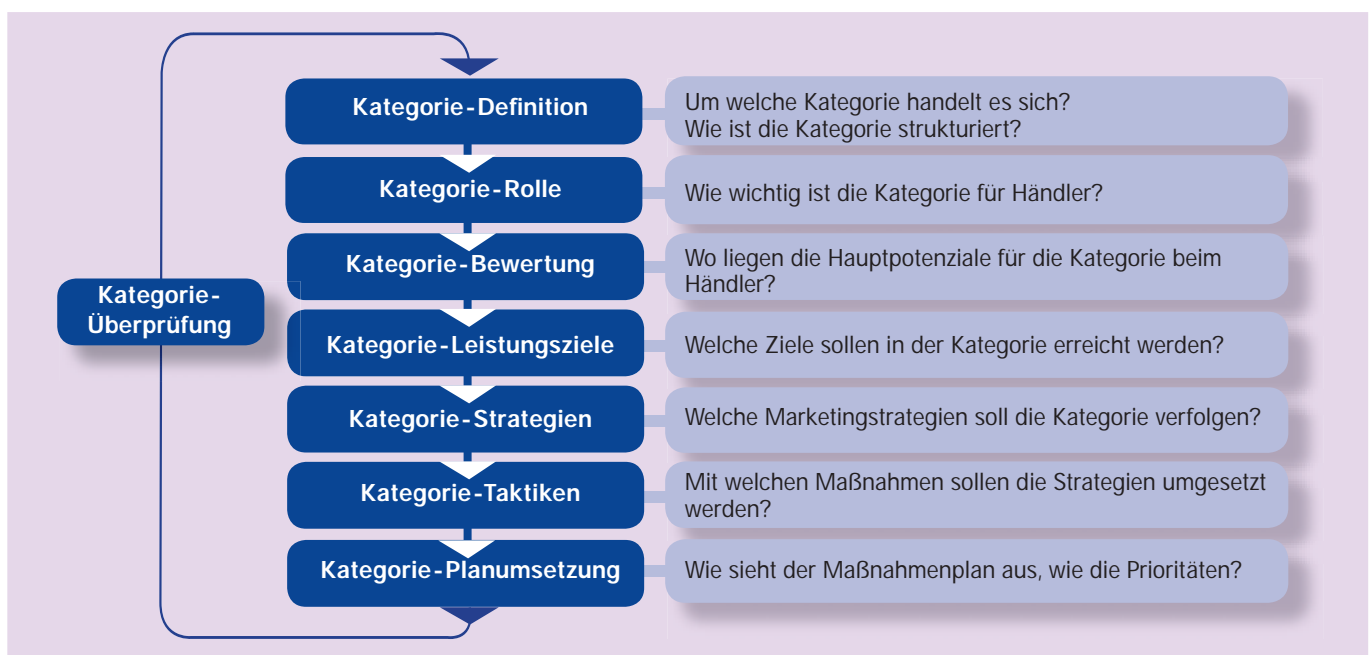 Kategorie-Definition
Um welche Kategorie handelt es sich?
Wie ist die Kategorie strukturiert?
Kategorie-Rolle
Wie wichtig ist die Kategorie für Händler?
Kategorie-Bewertung
Wo liegen die Hauptpotenziale für die Kategorie beim
Händler?
Kategorie-
Überprüfung
Kategorie-Leistungsziele
Welche Ziele sollen in der Kategorie erreicht werden?
Kategorie-Strategien
Welche Marketingstrategien soll die Kategorie verfolgen?
Kategorie-Taktiken
Mit welchen Maßnahmen sollen die Strategien umgesetzt
werden?
Kategorie-Planumsetzung
Wie sieht der Maßnahmenplan aus, wie die Prioritäten?